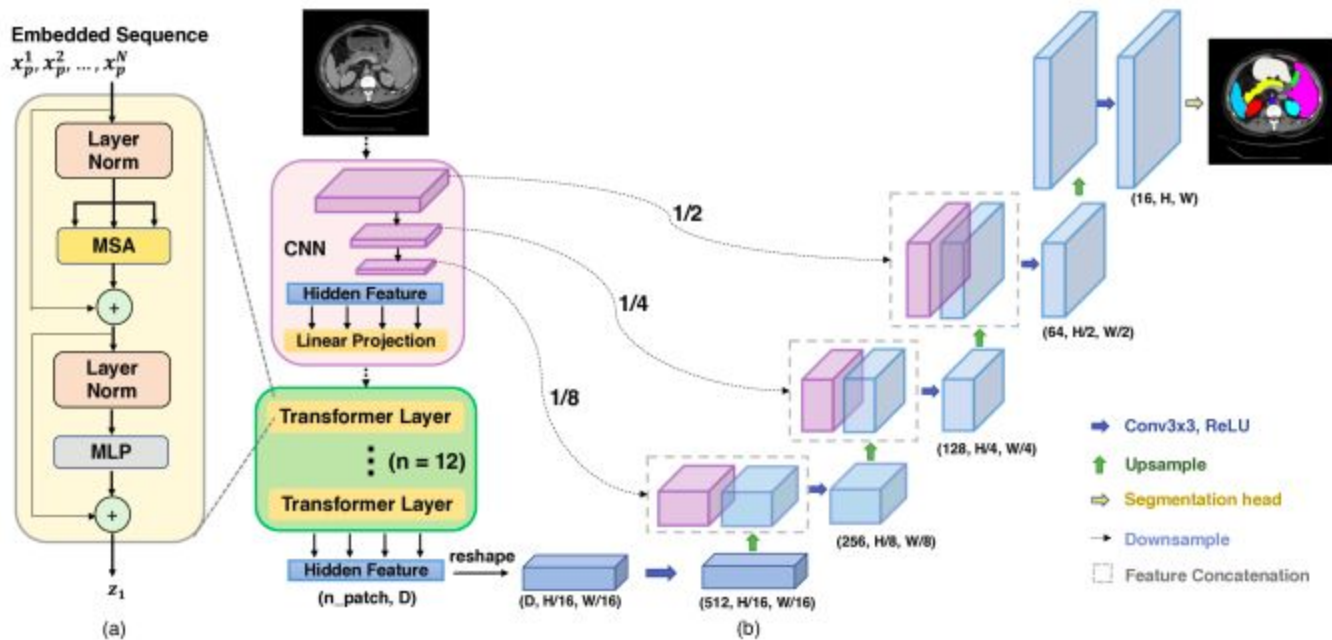 Embedded Sequence
x_p^1, x_p^2, ..., x_p^N
Layer
Norm
MSA
+
Layer
Norm
MLP
+
z_1
(a)
CNN
Hidden Feature
Linear Projection
Transformer Layer
(n = 12)
Transformer Layer
Hidden Feature
(n_patch, D)
reshape
(D, H/16, W/16)
(512, H/16, W/16)
(b)
1/2
1/4
1/8
(256, H/8, W/8)
(128, H/4, W/4)
(64, H/2, W/2)
(16, H, W)
Conv3x3, ReLU
Upsample
Segmentation head
Downsample
Feature Concatenation